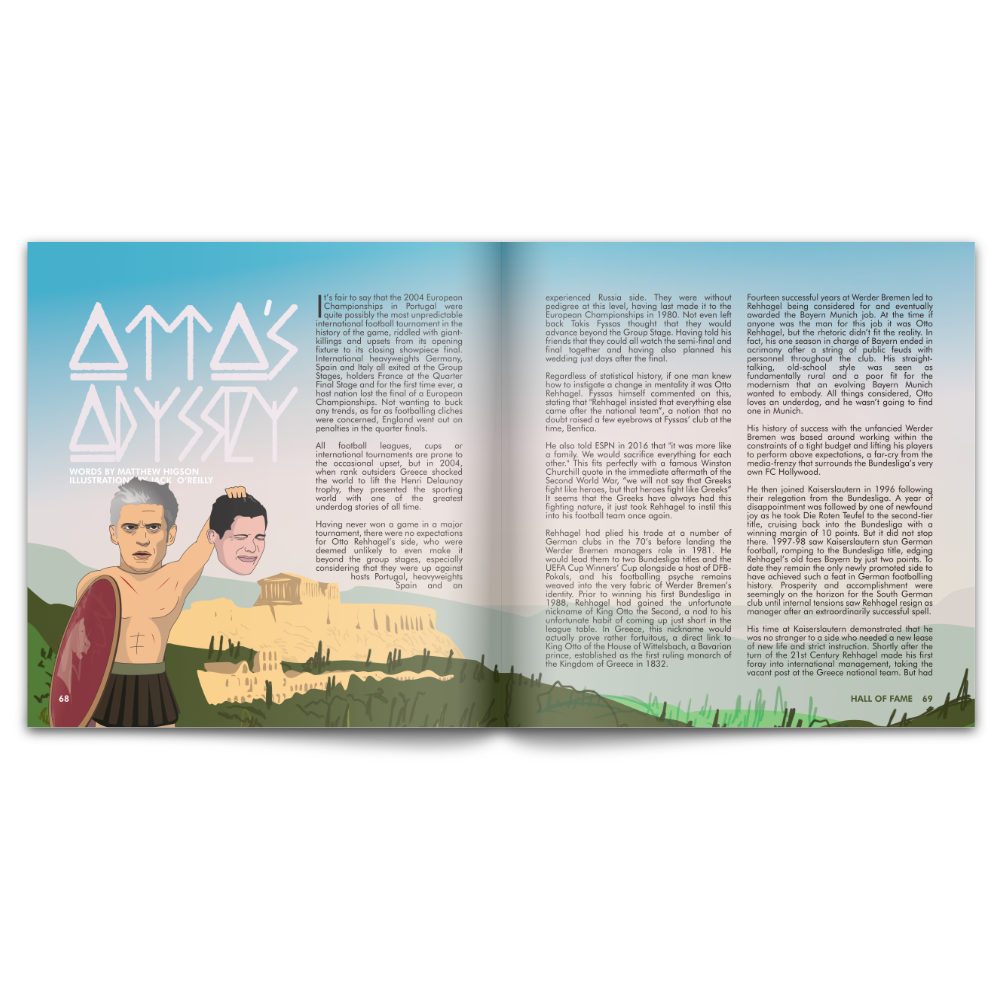 OTTO'S
ODYSSEY
WORDS BY MATTHEW HIGSON
ILLUSTRATION BY JACK O'REILLY
It's fair to say that the 2004 European
Championships in Portugal were
quite possibly the most unpredictable
international football tournament in the
history of the game, riddled with giant-
killings and upsets from its opening
fixture to its closing showpiece final.
International heavyweights Germany,
Spain and Italy all exited at the Group
Stages, holders France at the Quarter
Final Stage and for the first time ever, a
host nation lost the final of a European
Championships. Not wanting to buck
any trends, as far as footballing cliches
were concerned, England went out on
penalties in the quarter finals.
All football leagues, cups or
international tournaments are prone to
the occasional upset, but in 2004,
when rank outsiders Greece shocked
the world to lift the Henri Delaunay
trophy, they presented the sporting
world with one of the greatest
underdog stories of all time.
Having never won a game in a major
tournament, there were no expectations
for Otto Rehhagel's side, who were
deemed unlikely to even make it
beyond the group stages, especially
considering that they were up against
hosts Portugal, heavyweights
Spain and an
68
experienced Russia side. They were without
pedigree at this level, having last made it to the
European Championships in 1980. Not even left
back Takis Fyssas thought that they would
advance beyond the Group Stage. Having told his
friends that they could all watch the semi-final and
final together and having also planned his
wedding just days after the final.
Regardless of statistical history, if one man knew
how to instigate a change in mentality it was Otto
Rehhagel. Fyssas himself commented on this,
stating that "Rehhagel insisted that everything else
came after the national team", a notion that no
doubt raised a few eyebrows at Fyssas' club at the
time, Benfica.
He also told ESPN in 2016 that "it was more like
a family. We would sacrifice everything for each
other." This fits perfectly with a famous Winston
Churchill quote in the immediate aftermath of the
Second World War, "we will not say that Greeks
fight like heroes, but that heroes fight like Greeks"
It seems that the Greeks have always had this
fighting nature, it just took Rehhagel to instil this
into his football team once again.
Rehhagel had plied his trade at a number of
German clubs in the 70's before landing the
Werder Bremen managers role in 1981. He
would lead them to two Bundesliga titles and the
UEFA Cup Winners' Cup alongside a host of DFB-
Pokals, and his footballing psyche remains
weaved into the very fabric of Werder Bremen's
identity. Prior to winning his first Bundesliga in
1988, Rehhagel had gained the unfortunate
nickname of King Otto the Second, a nod to his
unfortunate habit of coming up just short in the
league table. In Greece, this nickname would
actually prove rather fortuitous, a direct link to
King Otto of the House of Wittelsbach, a Bavarian
prince, established as the first ruling monarch of
the Kingdom of Greece in 1832.
Fourteen successful years at Werder Bremen led to
Rehhagel being considered for and eventually
awarded the Bayern Munich job. At the time if
anyone was the man for this job it was Otto
Rehhagel, but the rhetoric didn't fit the reality. In
fact, his one season in charge of Bayern ended in
acrimony after a string of public feuds with
personnel throughout the club. His straight-
talking, old-school style was seen as
fundamentally rural and a poor fit for the
modernism that an evolving Bayern Munich
wanted to embody. All things considered, Otto
loves an underdog, and he wasn't going to find
one in Munich.
His history of success with the unfancied Werder
Bremen was based around working within the
constraints of a tight budget and lifting his players
to perform above expectations, a far-cry from the
media-frenzy that surrounds the Bundesliga's very
own FC Hollywood.
He then joined Kaiserslautern in 1996 following
their relegation from the Bundesliga. A year of
disappointment was followed by one of newfound
joy as he took Die Roten Teufel to the second-tier
title, cruising back into the Bundesliga with a
winning margin of 10 points. But it did not stop
there. 1997-98 saw Kaiserslautern stun German
football, romping to the Bundesliga title, edging
Rehhagel's old foes Bayern by just two points. To
date they remain the only newly promoted side to
have achieved such a feat in German footballing
history. Prosperity and accomplishment were
seemingly on the horizon for the South German
club until internal tensions saw Rehhagel resign as
manager after an extraordinarily successful spell.
His time at Kaiserslautern demonstrated that he
was no stranger to a side who needed a new lease
of new life and strict instruction. Shortly after the
turn of the 21st Century Rehhagel made his first
foray into international management, taking the
vacant post at the Greece national team. But had
HALL OF FAME 69